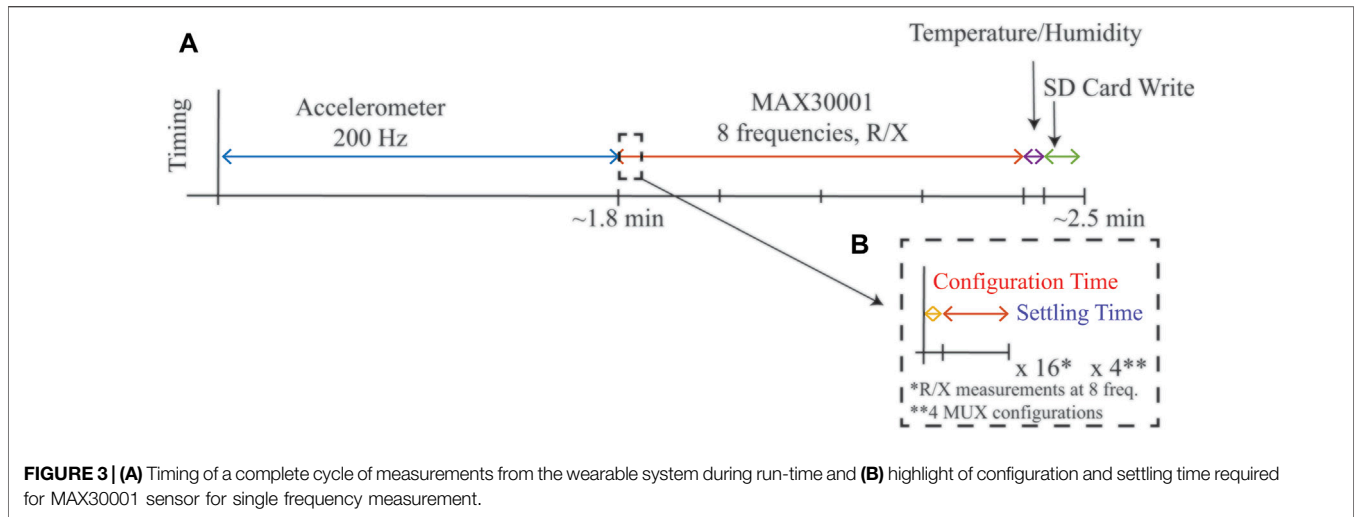 A
Temperature/Humidity
SD Card Write
Timing
Accelerometer
200 Hz
MAX30001
8 frequencies, R/X
~1.8 min
~2.5 min
B
Configuration Time
Settling Time
x 16* x 4**
*R/X measurements at 8 freq.
**4 MUX configurations
FIGURE 3 | (A) Timing of a complete cycle of measurements from the wearable system during run-time and (B) highlight of configuration and settling time required
for MAX30001 sensor for single frequency measurement.